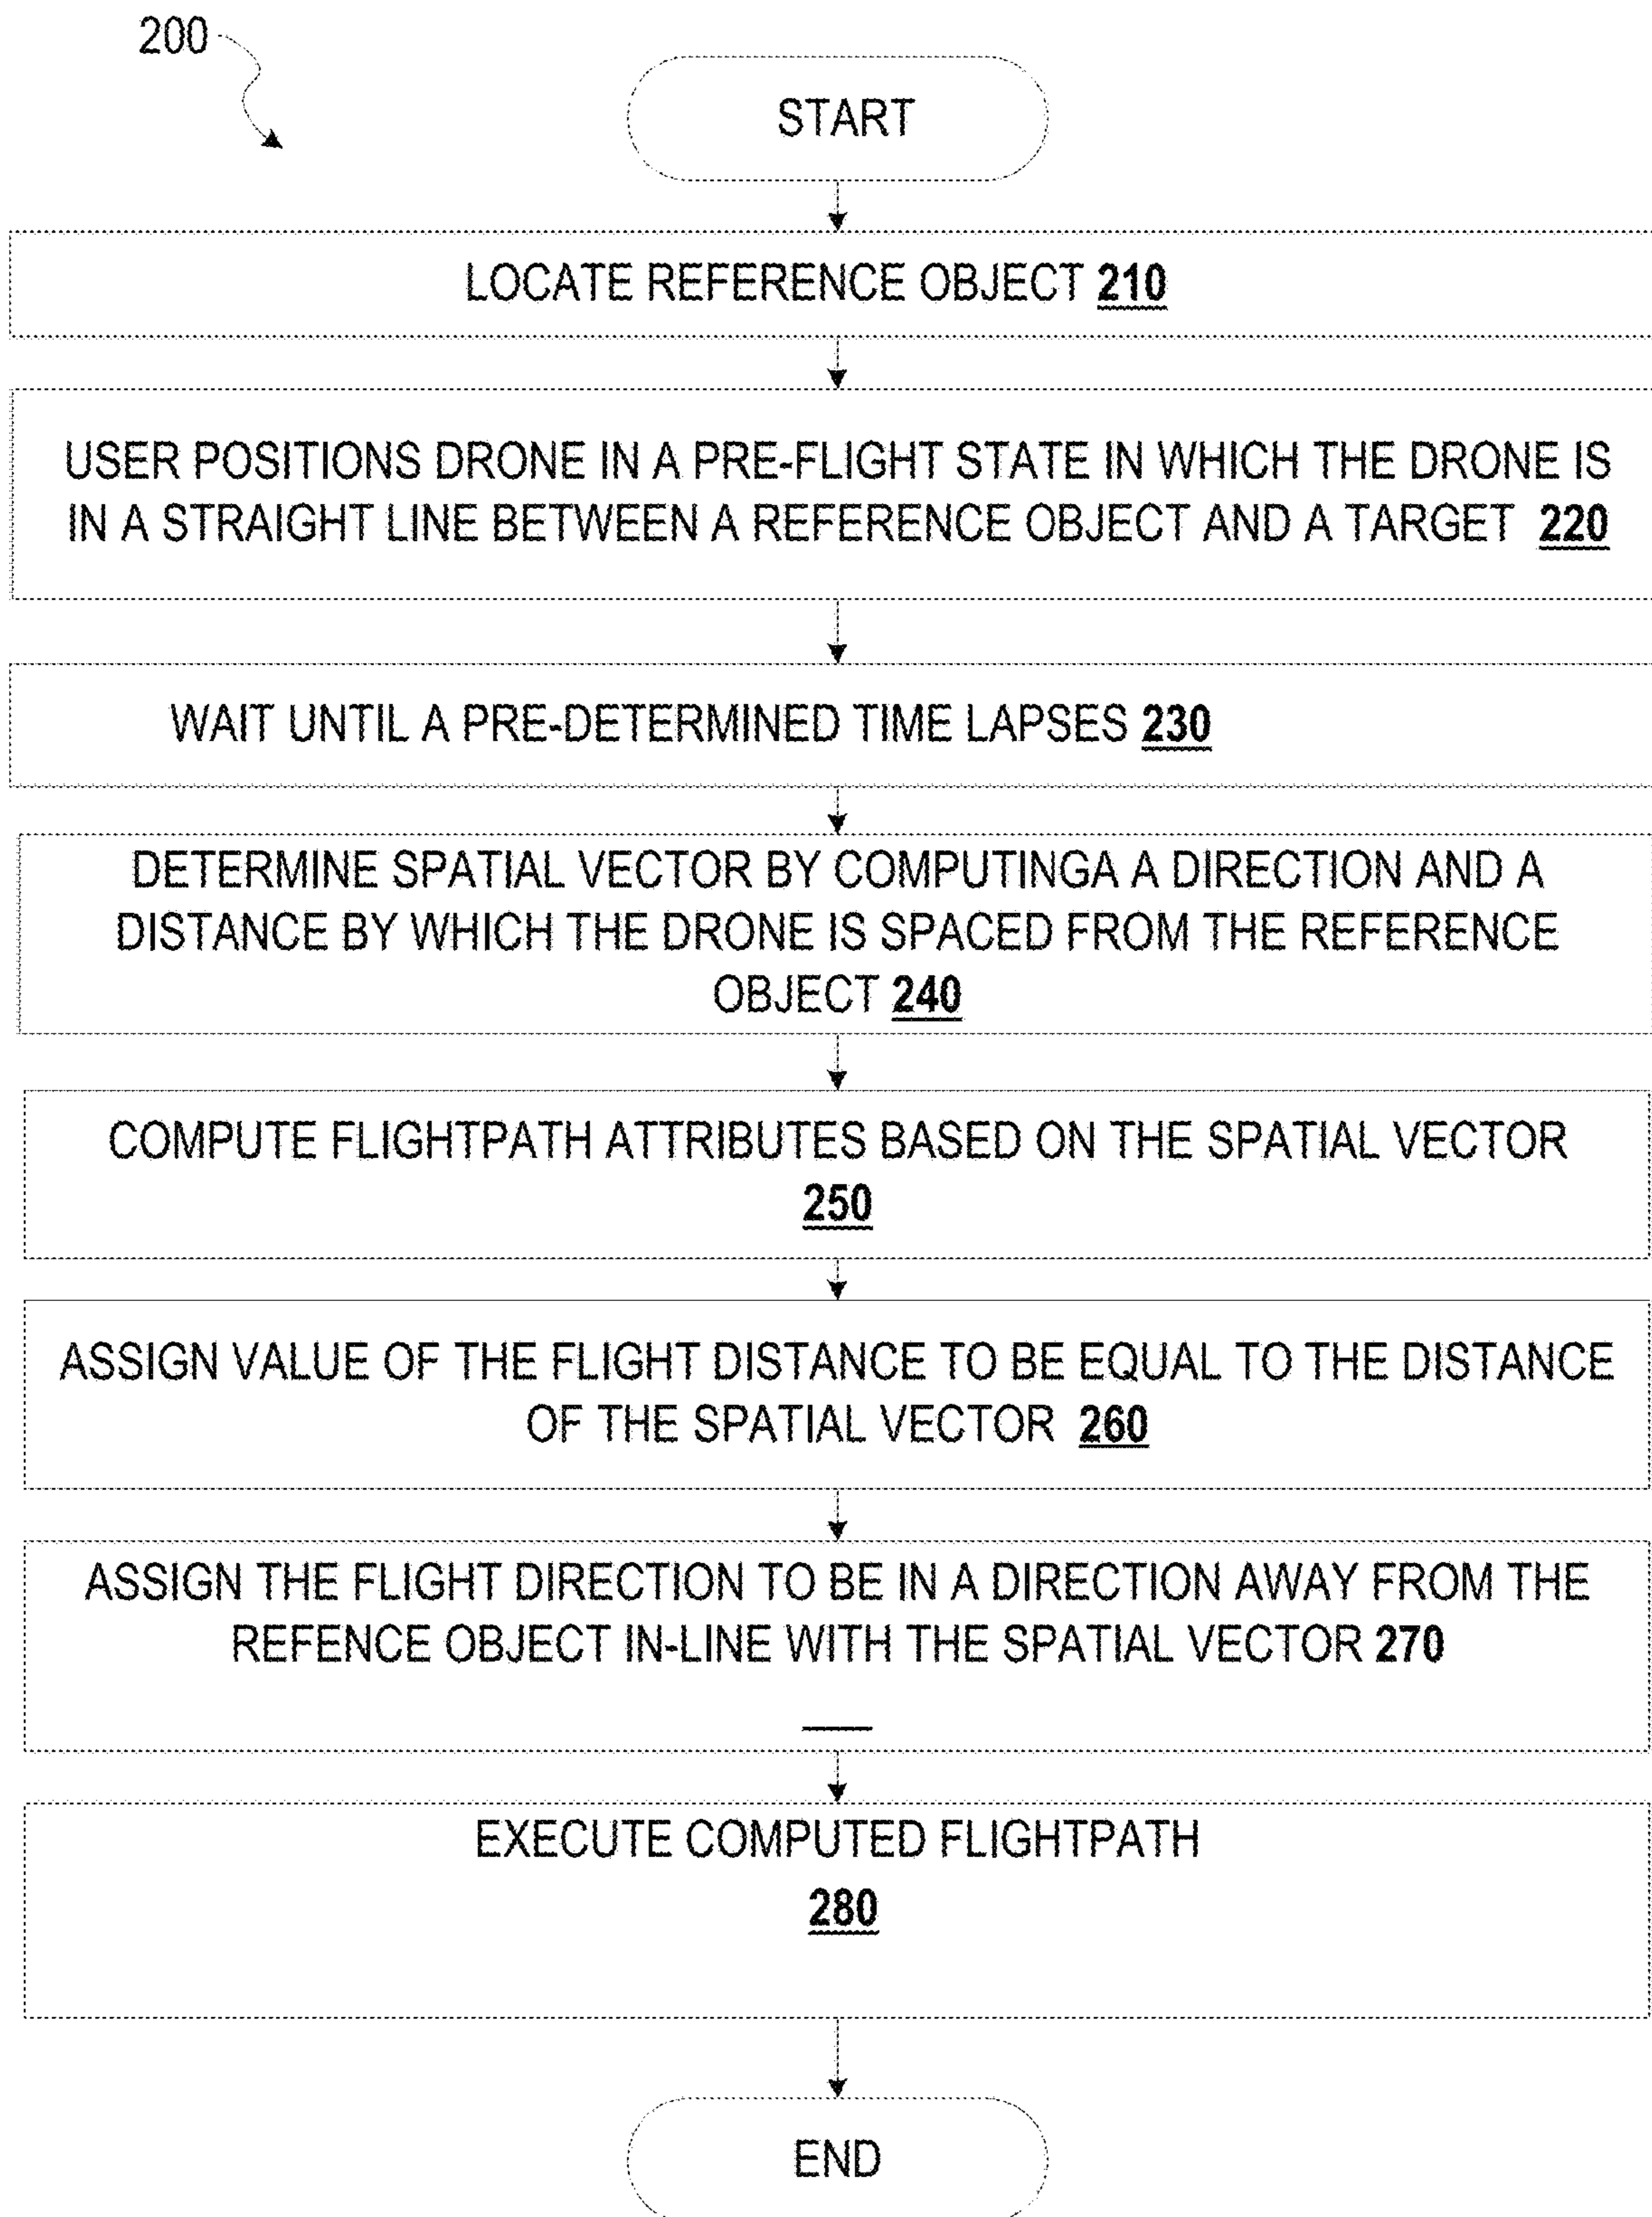 200
START
LOCATE REFERENCE OBJECT 210
USER POSITIONS DRONE IN A PRE-FLIGHT STATE IN WHICH THE DRONE IS
IN A STRAIGHT LINE BETWEEN A REFERENCE OBJECT AND A TARGET 220
WAIT UNTIL A PRE-DETERMINED TIME LAPSES 230
DETERMINE SPATIAL VECTOR BY COMPUTINGA A DIRECTION AND A
DISTANCE BY WHICH THE DRONE IS SPACED FROM THE REFERENCE
OBJECT 240
COMPUTE FLIGHTPATH ATTRIBUTES BASED ON THE SPATIAL VECTOR
250
ASSIGN VALUE OF THE FLIGHT DISTANCE TO BE EQUAL TO THE DISTANCE
OF THE SPATIAL VECTOR 260
ASSIGN THE FLIGHT DIRECTION TO BE IN A DIRECTION AWAY FROM THE
REFENCE OBJECT IN-LINE WITH THE SPATIAL VECTOR 270
EXECUTE COMPUTED FLIGHTPATH
280
END